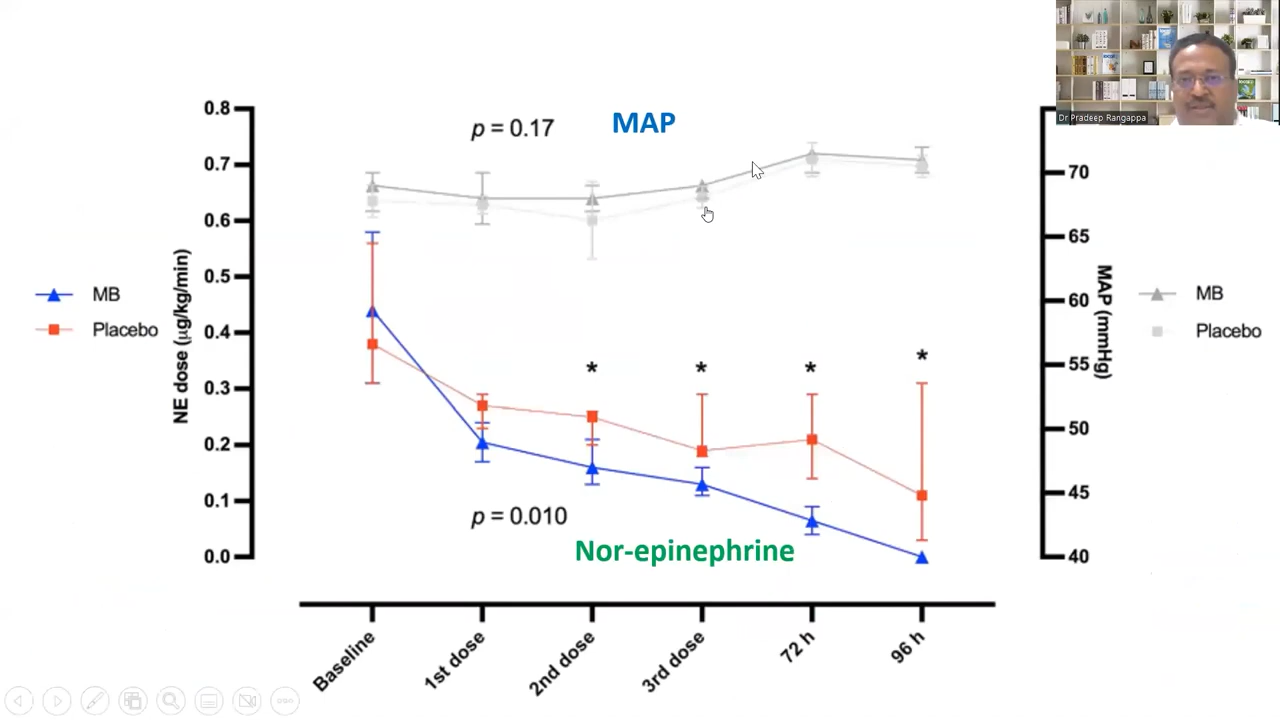 Dr Pradeep Rangappa
MAP
p = 0.17
0.8
0.7
0.6
0.5
0.4
0.3
0.2
0.1
0.0
NE dose (μg/kg/min)
MB
Placebo
70
65
60
55
50
45
40
MAP (mmHg)
MB
Placebo
*
*
*
*
p = 0.010
Nor-epinephrine
Baseline
1st dose
2nd dose
3rd dose
72 h
96 h